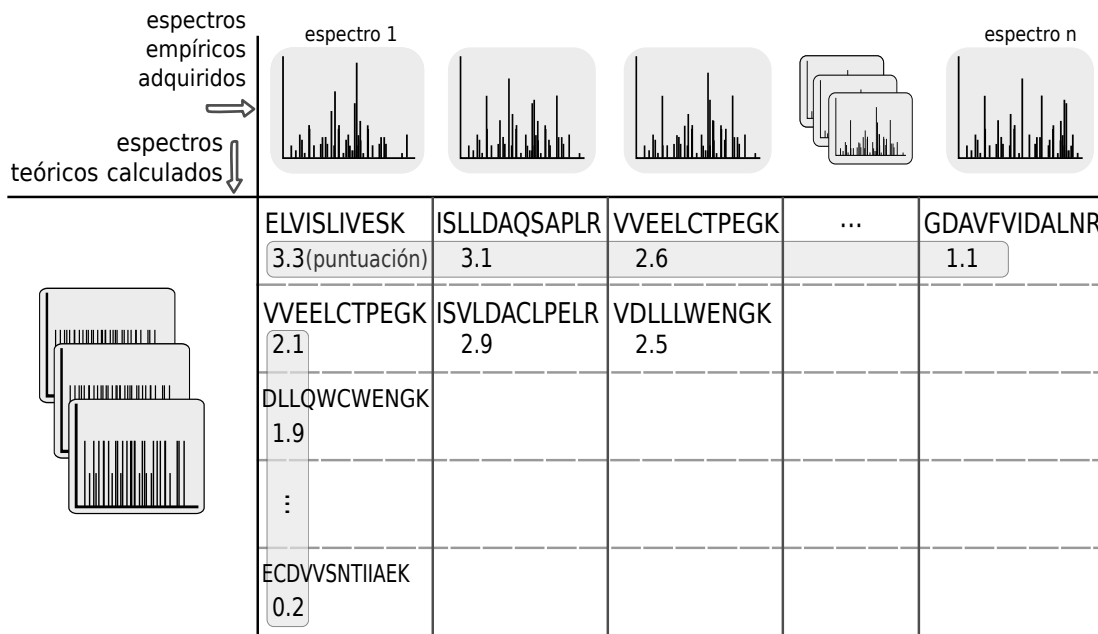 espectros
empíricos
adquiridos
espectro 1
espectro n
espectros
teóricos calculados
ELVISLIVESK ISLLDAQSAPLR VVEELCTPEGK ... GDAVFVIDALNR
3.3(puntuación) 3.1 2.6 1.1
VVEELCTPEGK ISVLDACLPELR VDLLLWENGK
2.1 2.9 2.5
DLLQWCWENGK
1.9
...
ECDVVSNTIIAEK
0.2